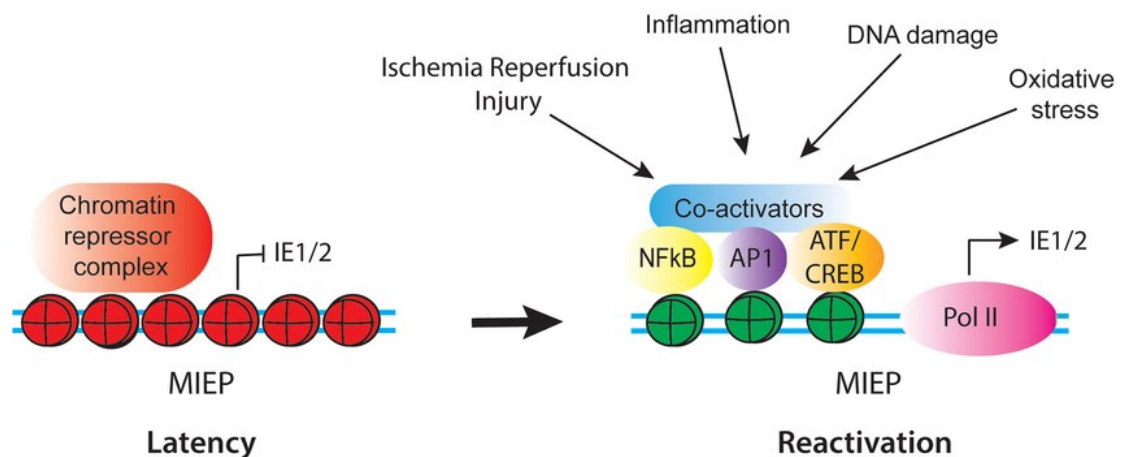 Chromatin
repressor
complex
IE1/2
MIEP
Latency
Ischemia Reperfusion
Injury
Inflammation
DNA damage
Oxidative
stress
Co-activators
NFkB
AP1
ATF/
CREB
IE1/2
Pol II
MIEP
Reactivation